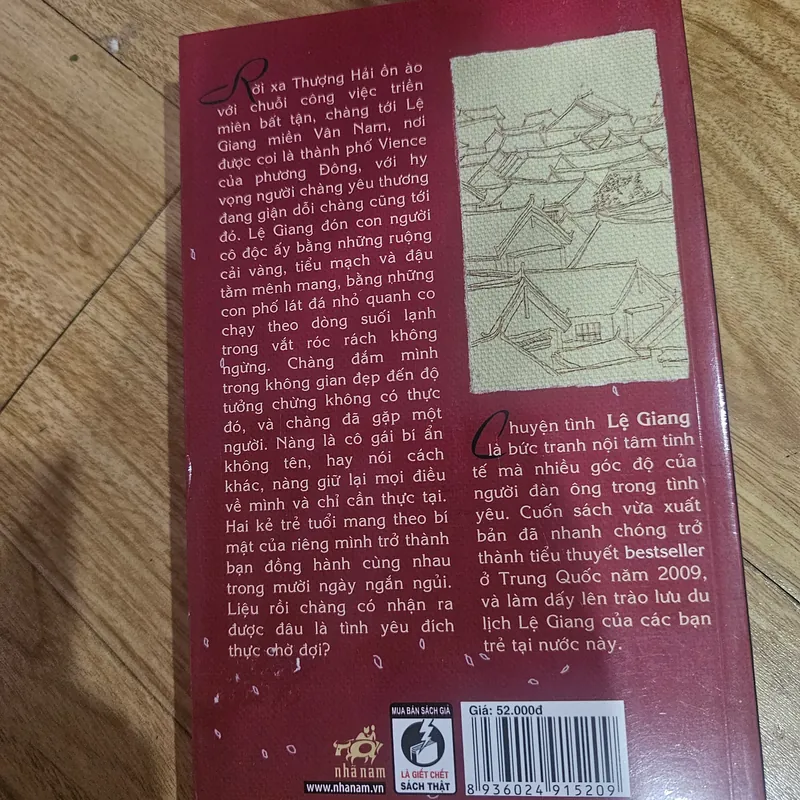 Rời xa Thượng Hải ồn ào
với chuỗi công việc triền
miên bất tận, chàng tới Lệ
Giang miền Vân Nam, nơi
được coi là thành phố Vience
của phương Đông, với hy
vọng người chàng yêu thương
đang giận dỗi chàng cũng tới
đó. Lệ Giang đón con người
cô độc ấy bằng những ruộng
cải vàng, tiểu mạch và đậu
tằm mênh mang, bằng những
con phố lát đá nhỏ quanh co
chạy theo dòng suối lạnh
trong vắt róc rách không
ngừng. Chàng đắm mình
trong không gian đẹp đến độ
tưởng chừng không có thực
đó, và chàng đã gặp một
người. Nàng là cô gái bí ẩn
không tên, hay nói cách
khác, nàng giữ lại mọi điều
về mình và chỉ cần thực tại.
Hai kẻ trẻ tuổi mang theo bí
mật của riêng mình trở thành
bạn đồng hành cùng nhau
trong mười ngày ngắn ngủi.
Liệu rồi chàng có nhận ra
được đâu là tình yêu đích
thực chờ đợi?
Chuyện tình Lệ Giang
là bức tranh nội tâm tinh
tế mà nhiều góc độ của
người đàn ông trong tình
yêu. Cuốn sách vừa xuất
bản đã nhanh chóng trở
thành tiểu thuyết bestseller
ở Trung Quốc năm 2009,
và làm dấy lên trào lưu du
lịch Lệ Giang của các bạn
trẻ tại nước này.
nhã nam
www.nhanam.vn
MUA BÁN SÁCH GIẢ
LÀ GIẾT CHẾT
SÁCH THẬT
Giá: 52.000đ
8936024915209